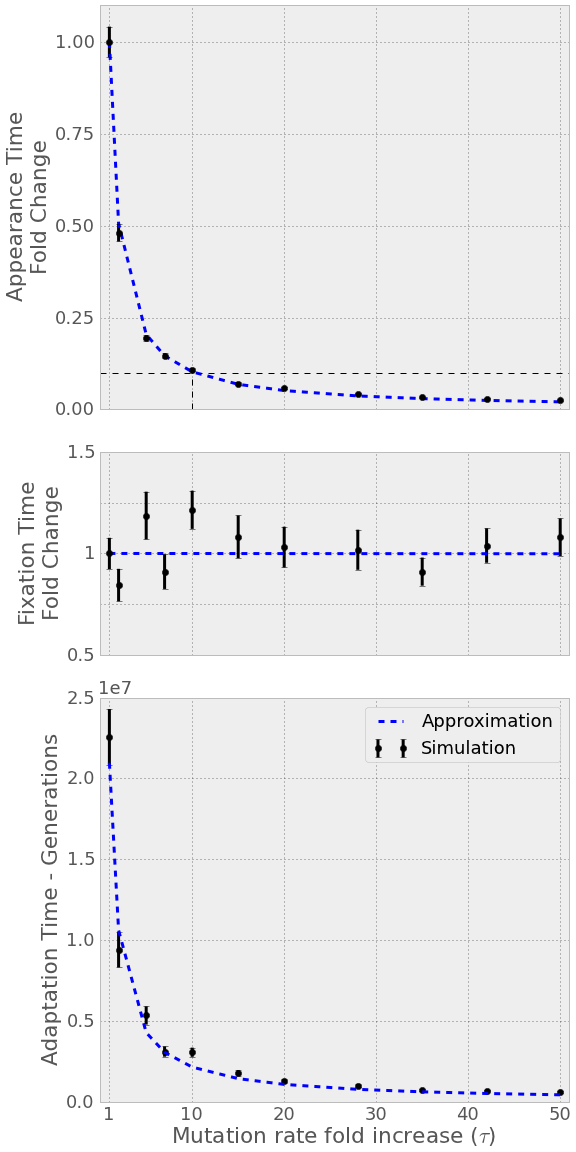 1.00
0.75
0.50
0.25
0.00
Appearance Time
Fold Change
1.5
1
0.5
Fixation Time
Fold Change
1e7
2.5
2.0
1.5
1.0
0.5
0.0
Adaptation Time - Generations
Approximation
Simulation
1 10 20 30 40 50
Mutation rate fold increase (τ)